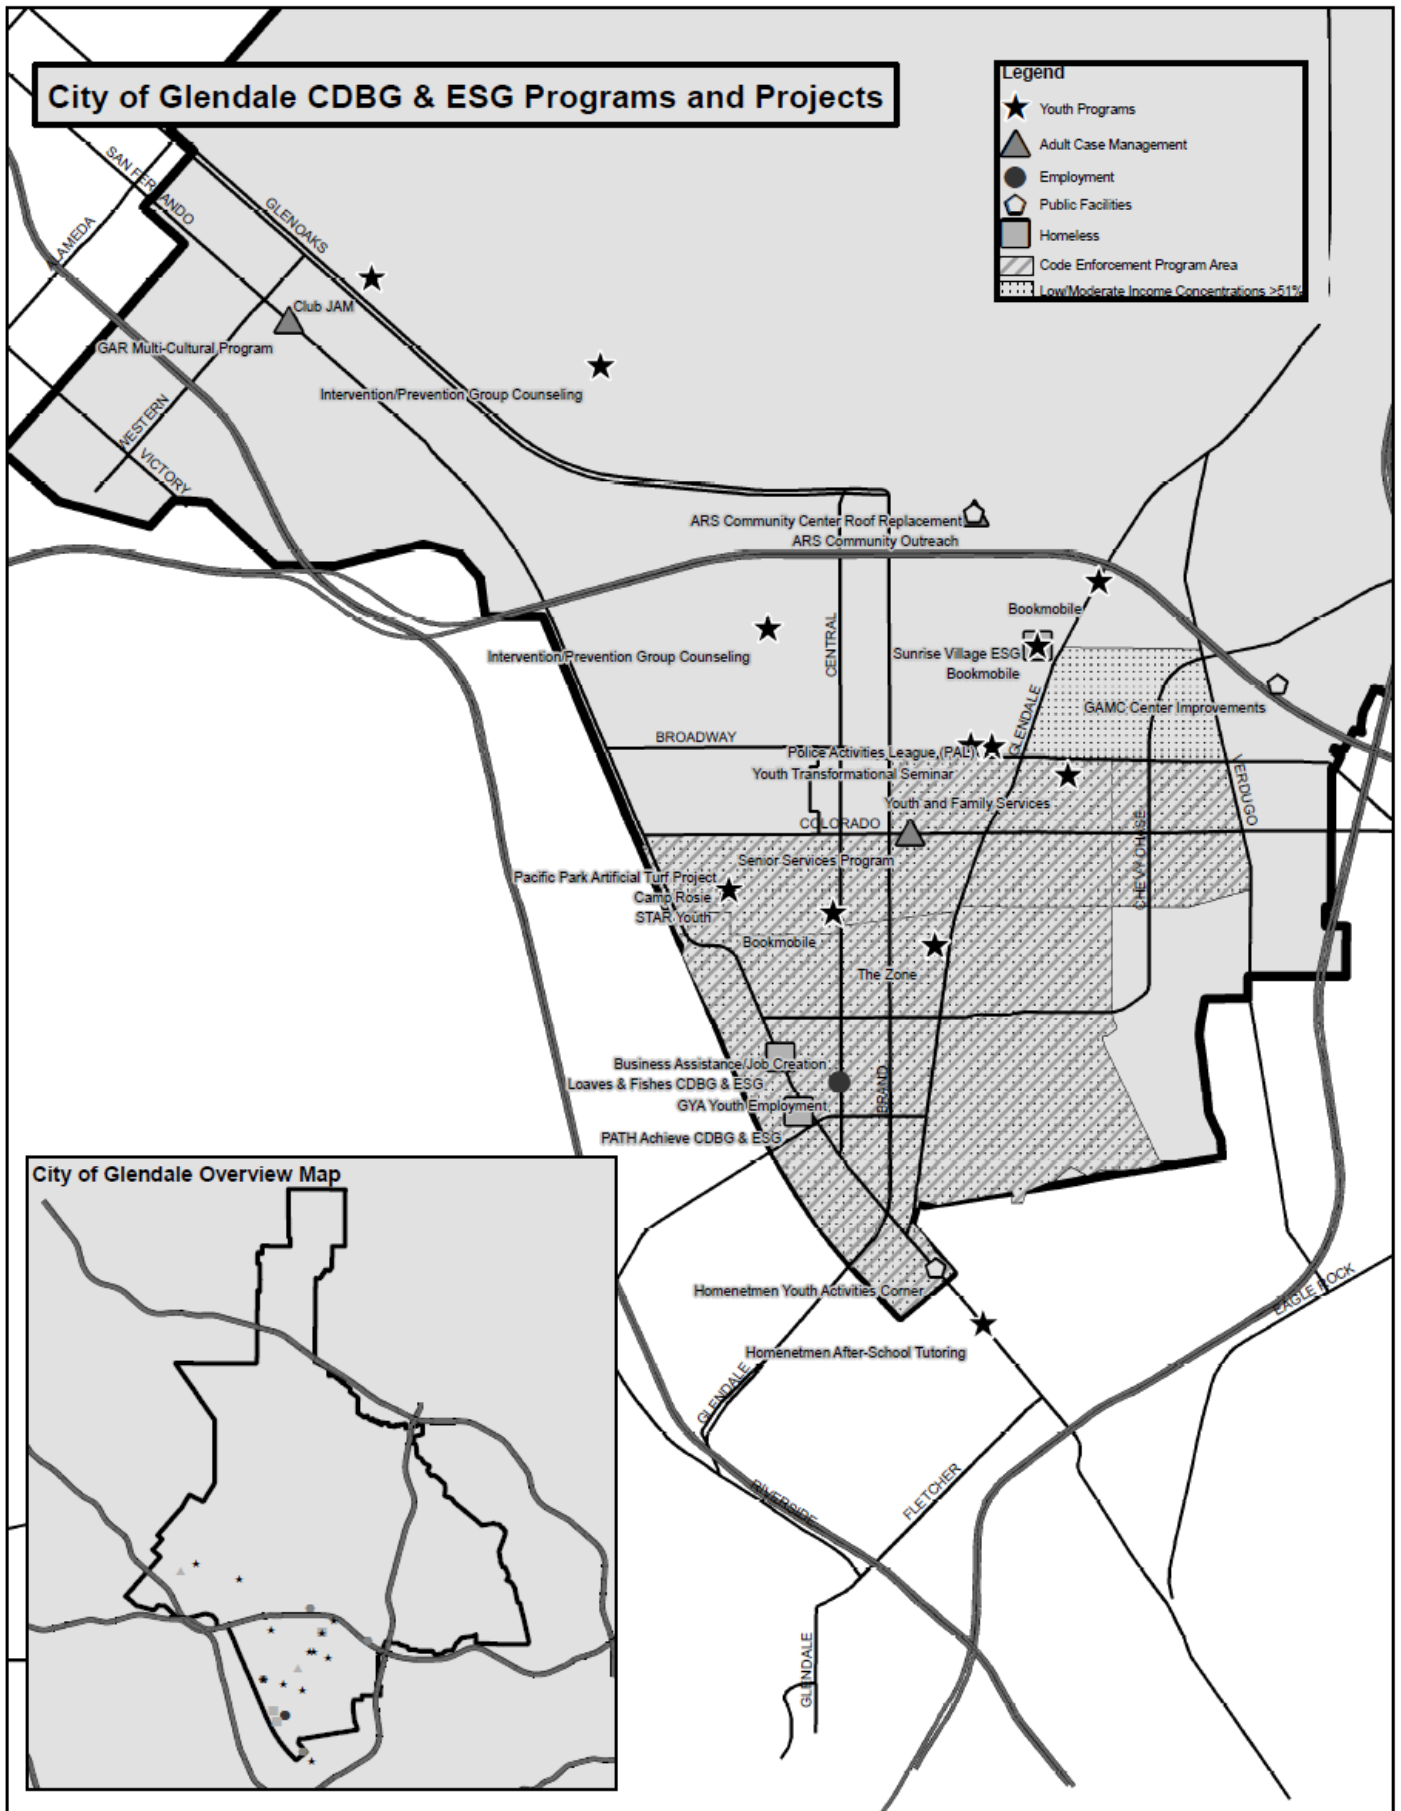 City of Glendale CDBG & ESG Programs and Projects
Legend
Youth Programs
Adult Case Management
Employment
Public Facilities
Homeless
Code Enforcement Program Area
Low/Moderate Income Concentrations >51%
SAN FERNANDO
GLENOAKS
ALAMEDA
Club JAM
GAR Multi-Cultural Program
Intervention/Prevention Group Counseling
WESTERN
VICTORY
ARS Community Center Roof Replacement
ARS Community Outreach
Bookmobile
CENTRAL
Intervention/Prevention Group Counseling
Sunrise Village ESG
Bookmobile
GLENDALE
GAMC Center Improvements
BROADWAY
Police Activities League (PAL)
Youth Transformational Seminar
VERDUGO
Youth and Family Services
COLORADO
CHEVY CHASE
Senior Services Program
Pacific Park Artificial Turf Project
Camp Rosie
STAR Youth
Bookmobile
The Zone
Business Assistance/Job Creation
Loaves & Fishes CDBG & ESG
BRAND
GYA Youth Employment
PATH Achieve CDBG & ESG
City of Glendale Overview Map
Homenetmen Youth Activities Corner
EAGLE ROCK
Homenetmen After-School Tutoring
GLENDALE
RIVERSIDE
FLETCHER
GLENDALE